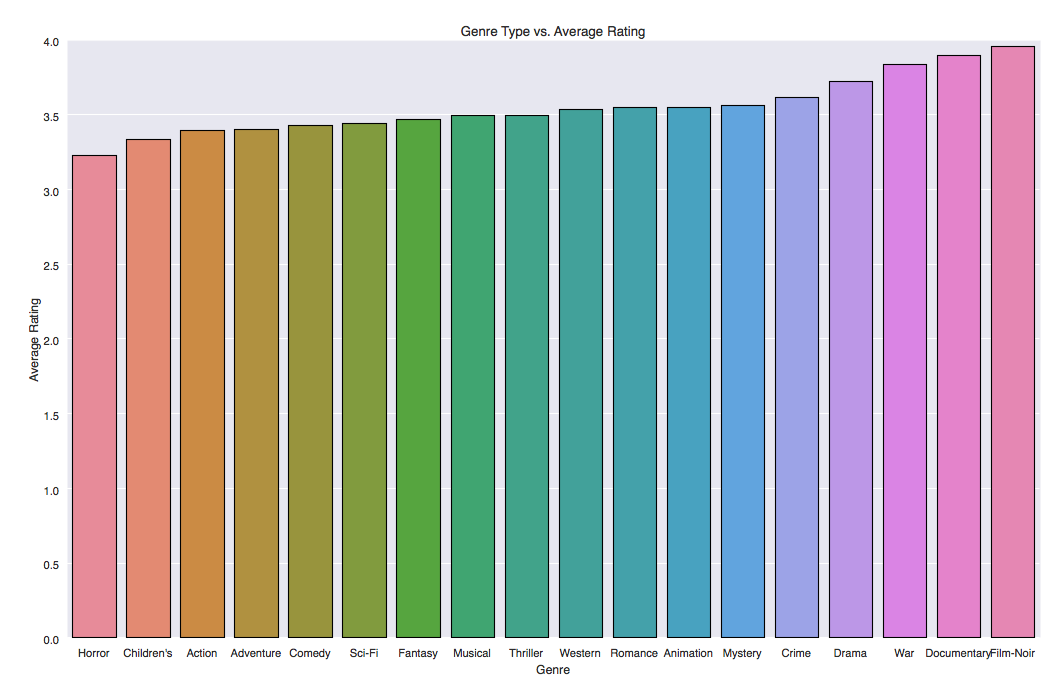 Genre Type vs. Average Rating
4.0
3.5
3.0
2.5
2.0
1.5
1.0
0.5
0.0
Average Rating
Horror Children's Action Adventure Comedy Sci-Fi Fantasy Musical Thriller Western Romance Animation Mystery Crime Drama War Documentary Film-Noir
Genre